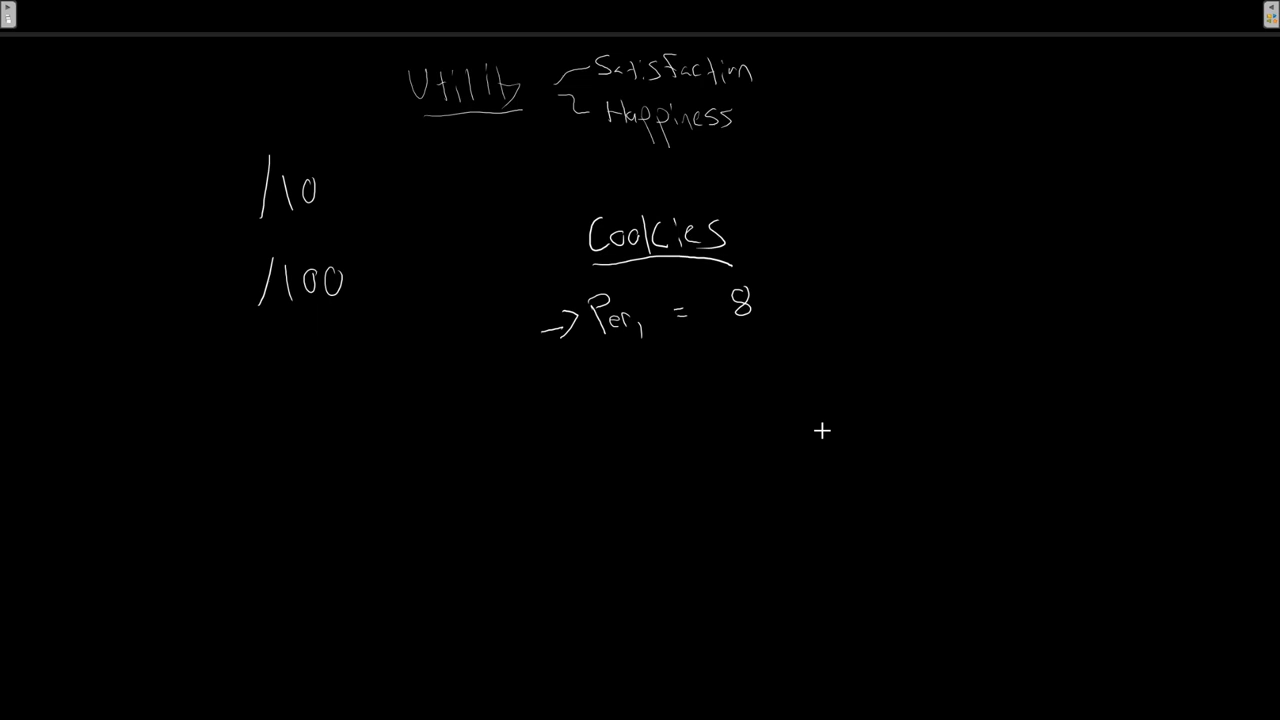 Utility
Satisfaction
Happiness
/10
/100
Cookies
→ Per1 = 8